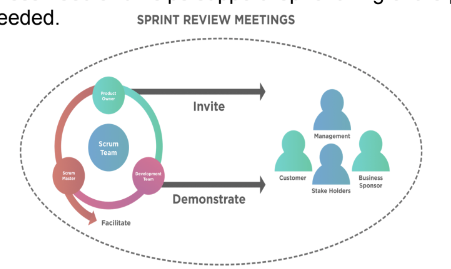 eeded.
SPRINT REVIEW MEETINGS
Product
Owner
Invite
Scrum
Team
Management
Scrum
Master
Development
Team
Customer
Business
Sponsor
Stake Holders
Demonstrate
Facilitate